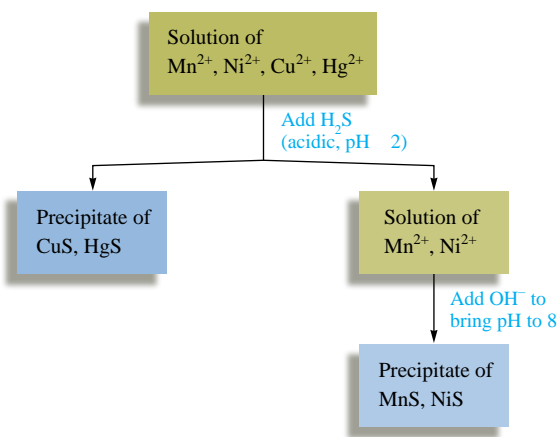 Solution of
Mn²⁺, Ni²⁺, Cu²⁺, Hg²⁺
Add H₂S
(acidic, pH 2)
Precipitate of
CuS, HgS
Solution of
Mn²⁺, Ni²⁺
Add OH⁻ to
bring pH to 8
Precipitate of
MnS, NiS